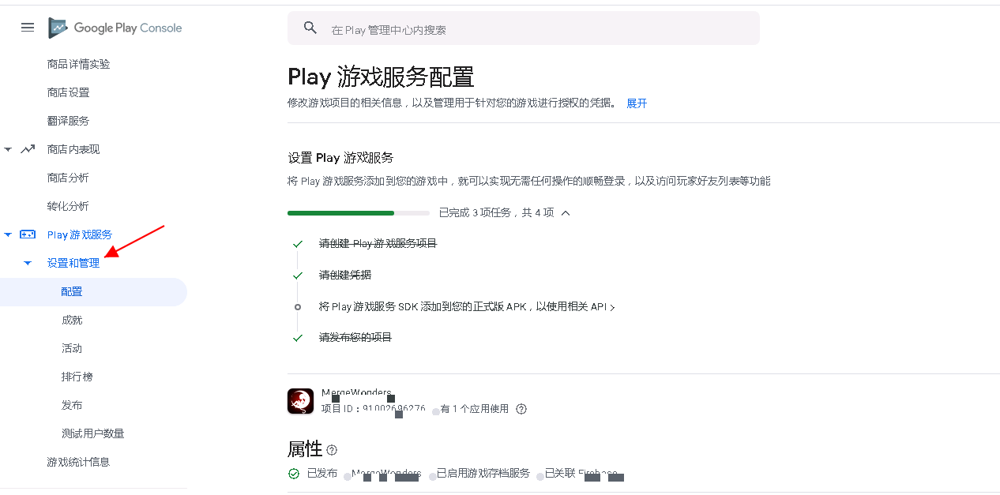 Google Play Console
在 Play 管理中心内搜索
商品详情实验
商店设置
翻译服务
商店内表现
商店分析
转化分析
Play 游戏服务
设置和管理
配置
成就
活动
排行榜
发布
测试用户数量
游戏统计信息
Play 游戏服务配置
修改游戏项目的相关信息，以及管理用于针对您的游戏进行授权的凭据。 展开
设置 Play 游戏服务
将 Play 游戏服务添加到您的游戏中，就可以实现无需任何操作的顺畅登录，以及访问玩家好友列表等功能
已完成 3 项任务，共 4 项
请创建 Play 游戏服务项目
请创建凭据
将 Play 游戏服务 SDK 添加到您的正式版 APK，以使用相关 API
请发布您的项目
MergeWonders
项目 ID： 有 1 个应用使用
属性
已发布 MergeWonders 已启用游戏存档服务 已关联 Firebase